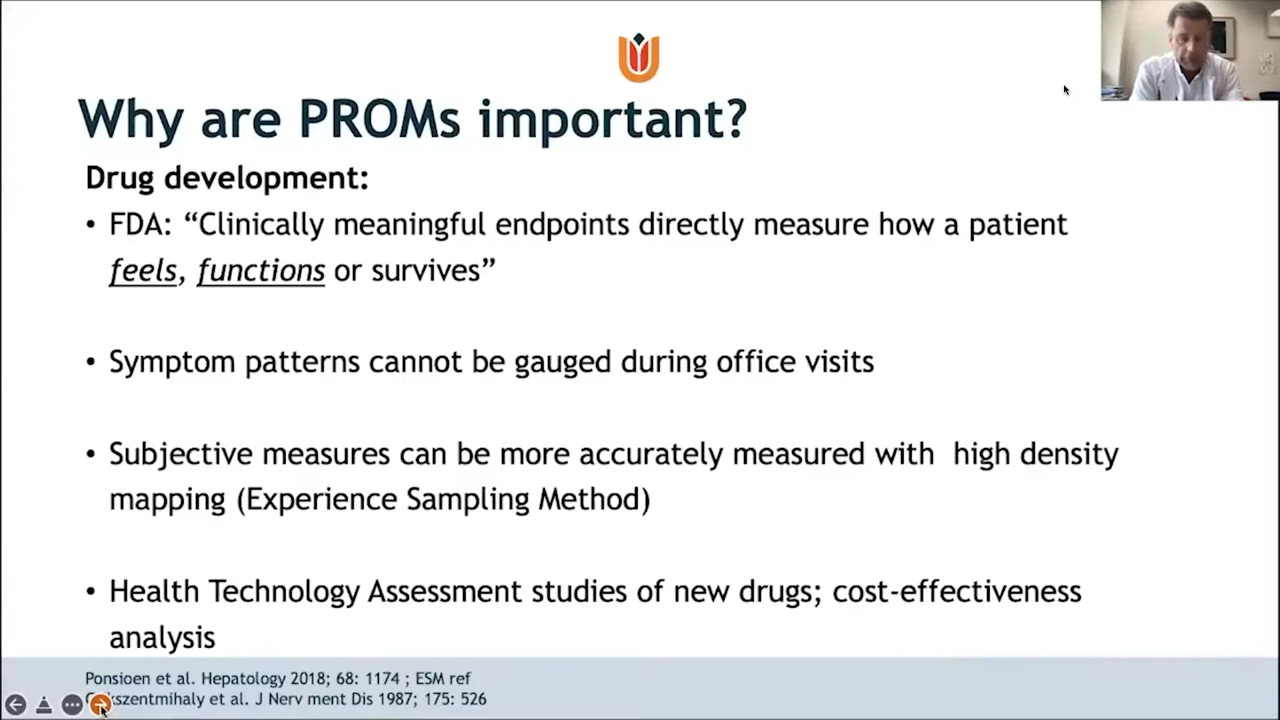 Why are PROMs important?
Drug development:
• FDA: “Clinically meaningful endpoints directly measure how a patient
feels, functions or survives”
• Symptom patterns cannot be gauged during office visits
• Subjective measures can be more accurately measured with high density
mapping (Experience Sampling Method)
• Health Technology Assessment studies of new drugs; cost-effectiveness
analysis
Ponsioen et al. Hepatology 2018; 68: 1174 ; ESM ref
et al. J Nerv ment Dis 1987; 175: 526